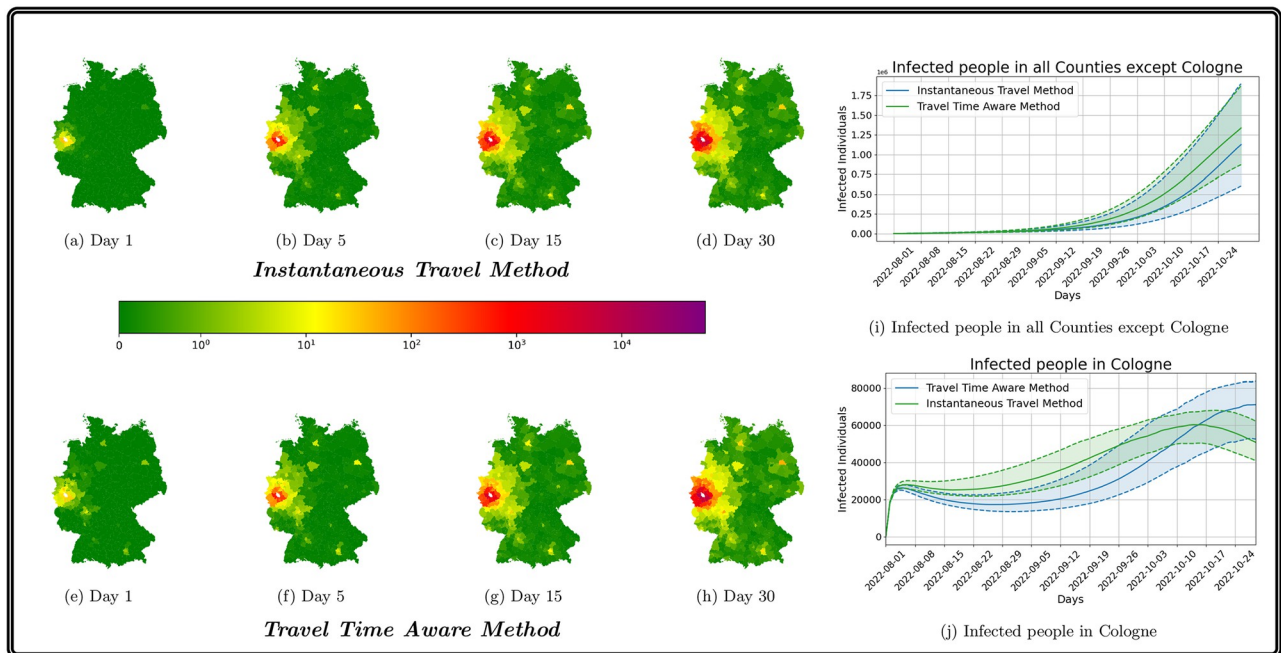 (a) Day 1
(b) Day 5
(c) Day 15
(d) Day 30
Instantaneous Travel Method
0
10⁰
10¹
10²
10³
10⁴
(e) Day 1
(f) Day 5
(g) Day 15
(h) Day 30
Travel Time Aware Method
Infected people in all Counties except Cologne
1e6
Instantaneous Travel Method
Travel Time Aware Method
Infected Individuals
1.75
1.50
1.25
1.00
0.75
0.50
0.25
0.00
2022-08-01
2022-08-08
2022-08-15
2022-08-22
2022-08-29
2022-09-05
2022-09-12
2022-09-19
2022-09-26
2022-10-03
2022-10-10
2022-10-17
2022-10-24
Days
(i) Infected people in all Counties except Cologne
Infected people in Cologne
Travel Time Aware Method
Instantaneous Travel Method
Infected Individuals
80000
60000
40000
20000
0
2022-08-01
2022-08-08
2022-08-15
2022-08-22
2022-08-29
2022-09-05
2022-09-12
2022-09-19
2022-09-26
2022-10-03
2022-10-10
2022-10-17
2022-10-24
Days
(j) Infected people in Cologne